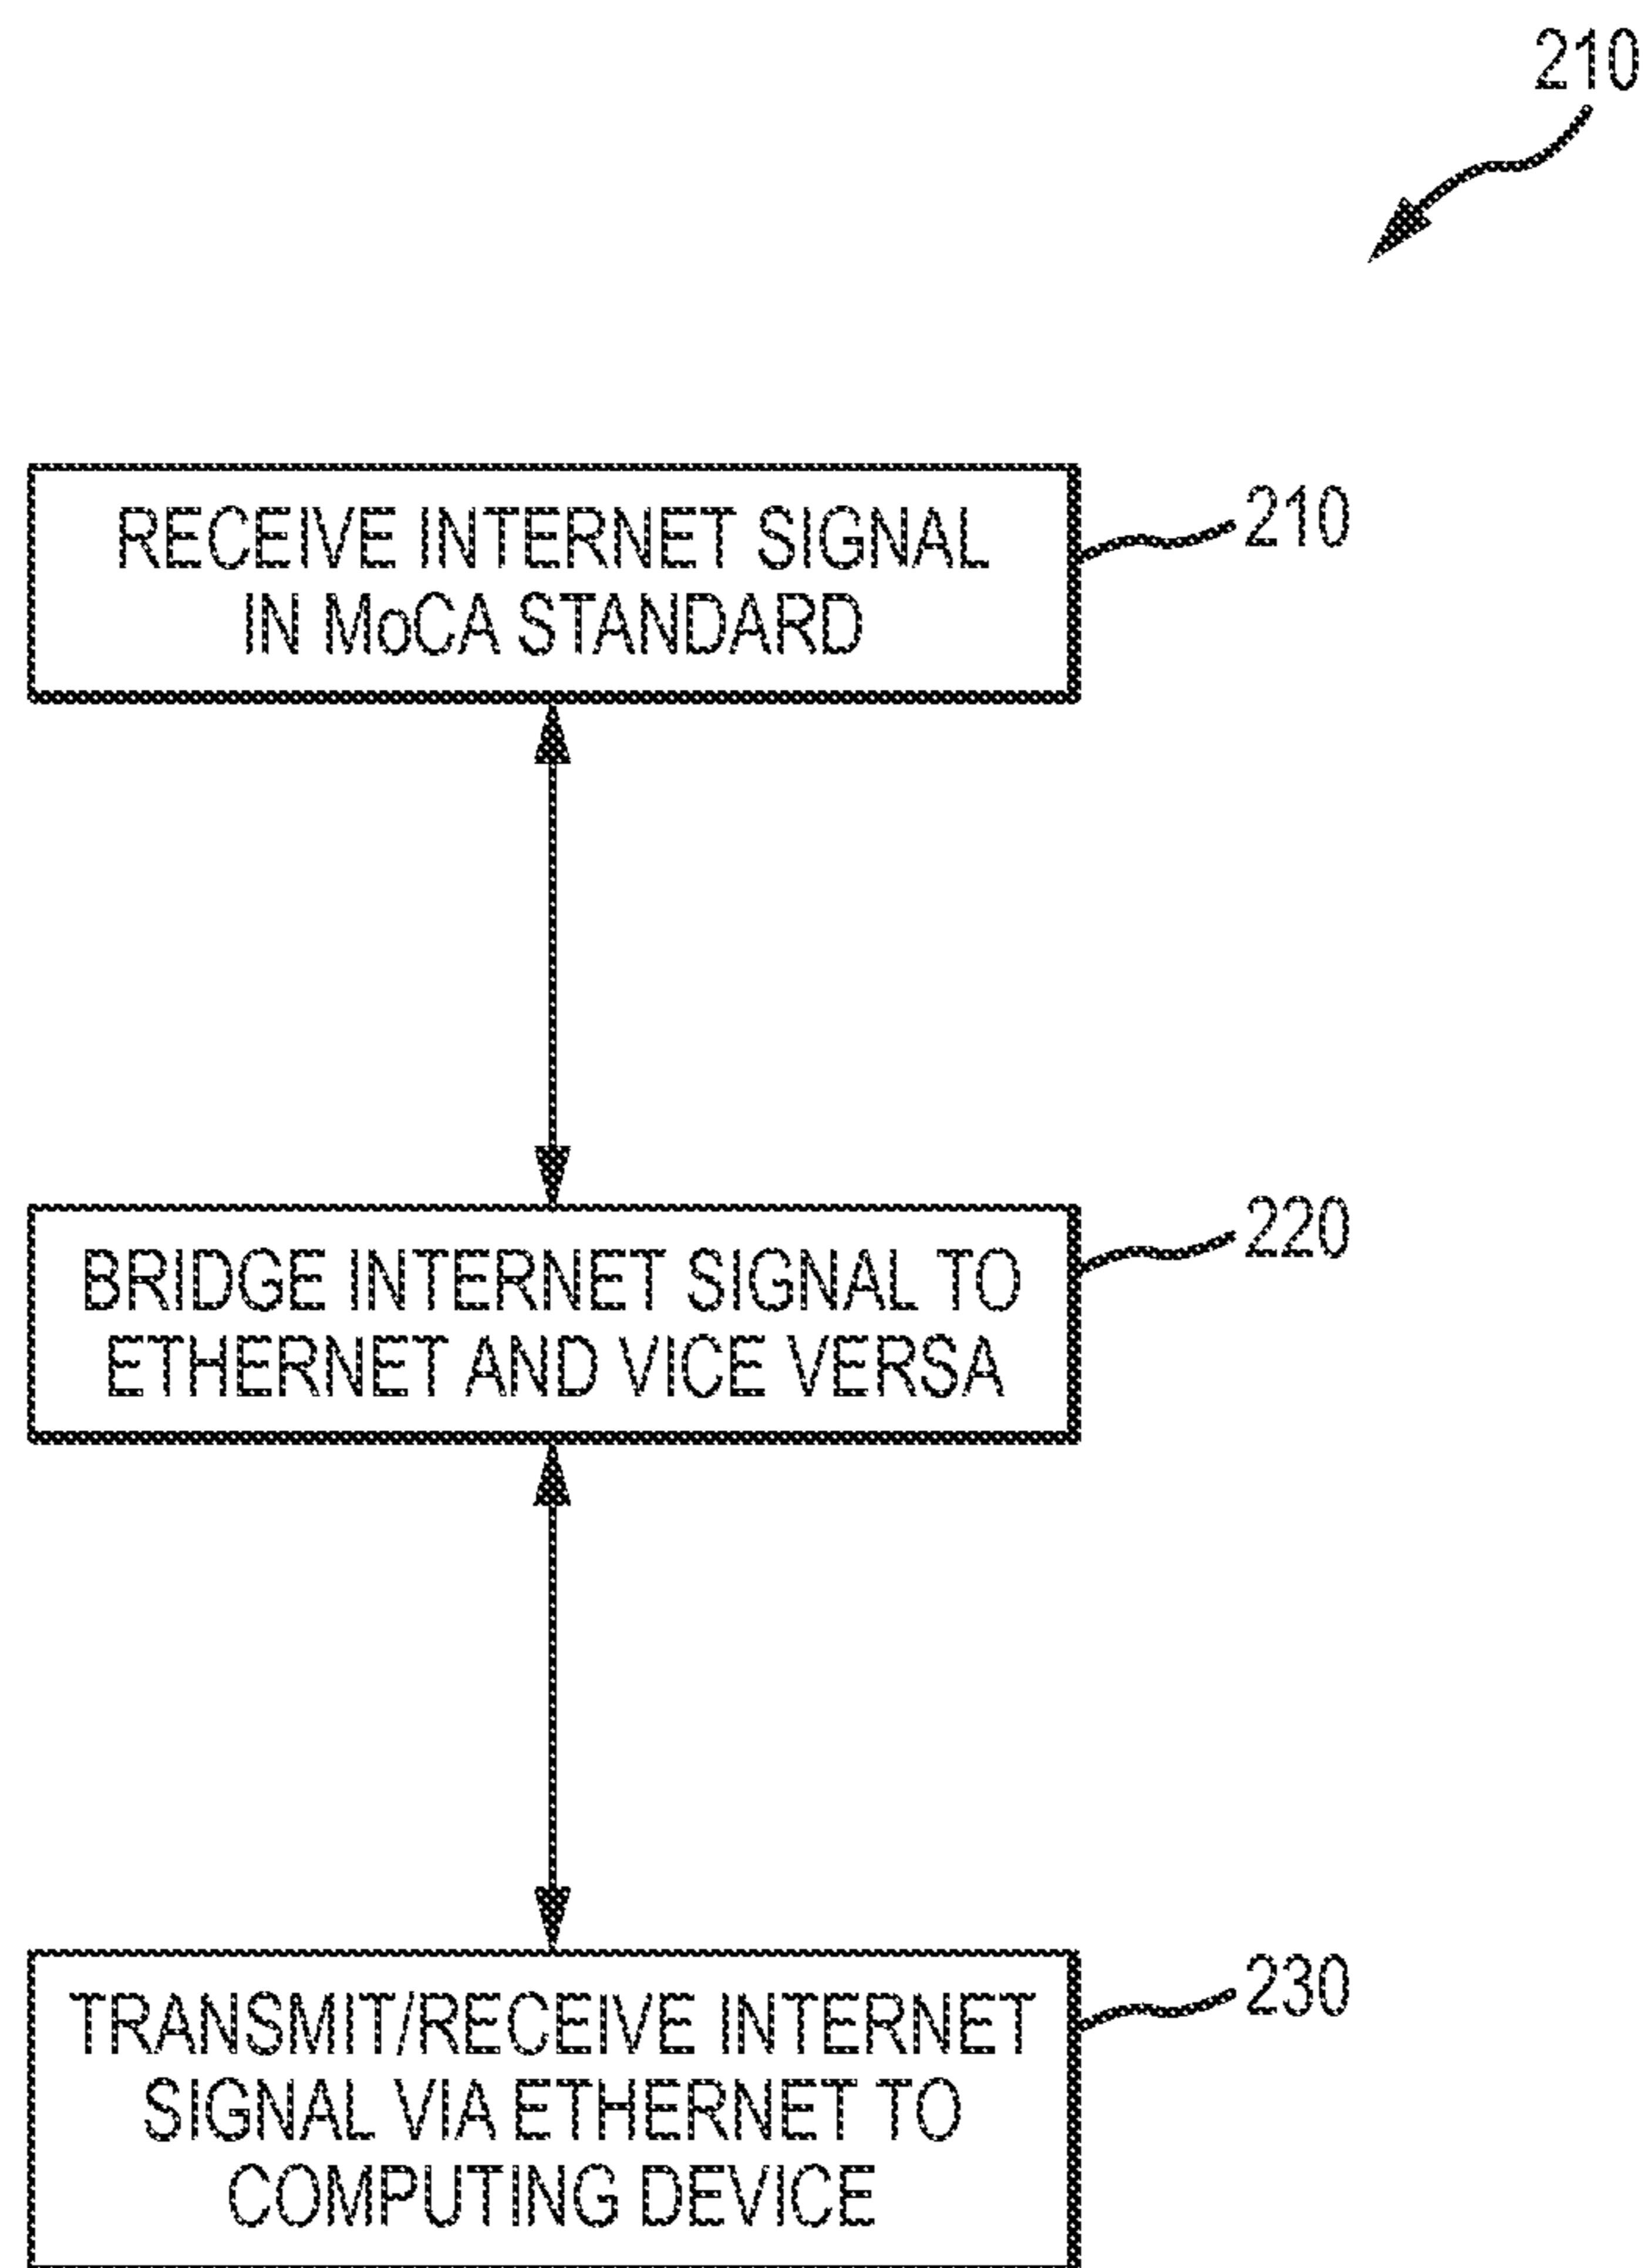 210
RECEIVE INTERNET SIGNAL
IN MoCA STANDARD
210
BRIDGE INTERNET SIGNAL TO
ETHERNET AND VICE VERSA
220
TRANSMIT/RECEIVE INTERNET
SIGNAL VIA ETHERNET TO
COMPUTING DEVICE
230